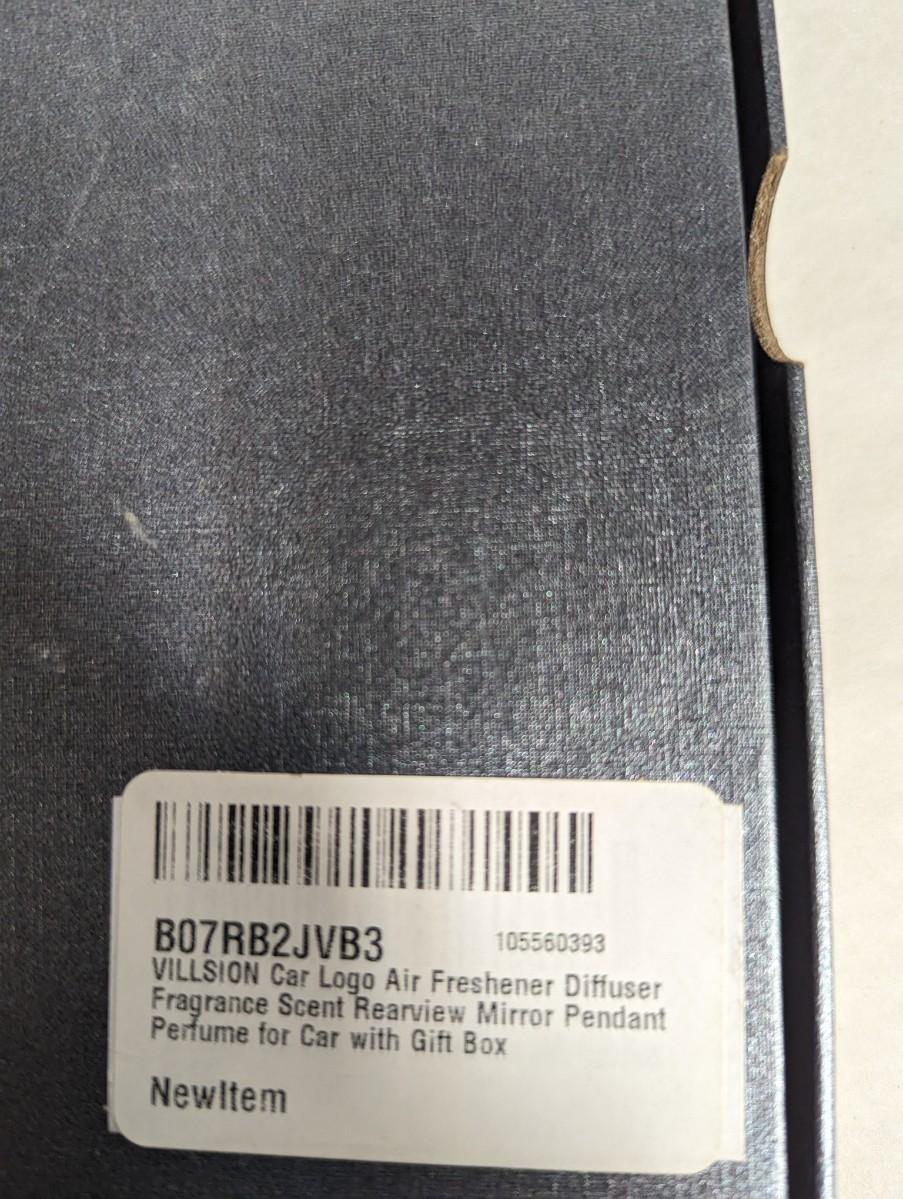 B07RB2JVB3 105560393
VILLSION Car Logo Air Freshener Diffuser
Fragrance Scent Rearview Mirror Pendant
Perfume for Car with Gift Box
NewItem